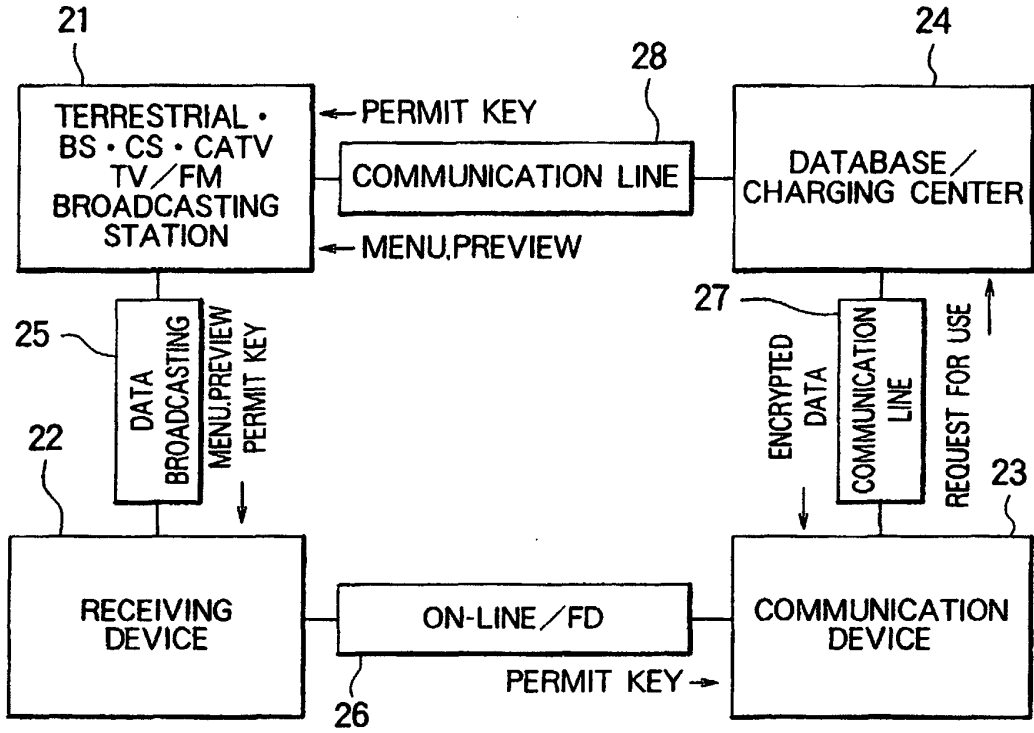 21
TERRESTRIAL・
BS・CS・CATV
TV/FM
BROADCASTING
STATION
← PERMIT KEY
28
COMMUNICATION LINE
← MENU,PREVIEW
24
DATABASE/
CHARGING CENTER
25
DATA
BROADCASTING
MENU,PREVIEW
PERMIT KEY
27
ENCRYPTED
DATA
COMMUNICATION
LINE
REQUEST FOR USE
22
RECEIVING
DEVICE
ON-LINE/FD
26
PERMIT KEY →
23
COMMUNICATION
DEVICE